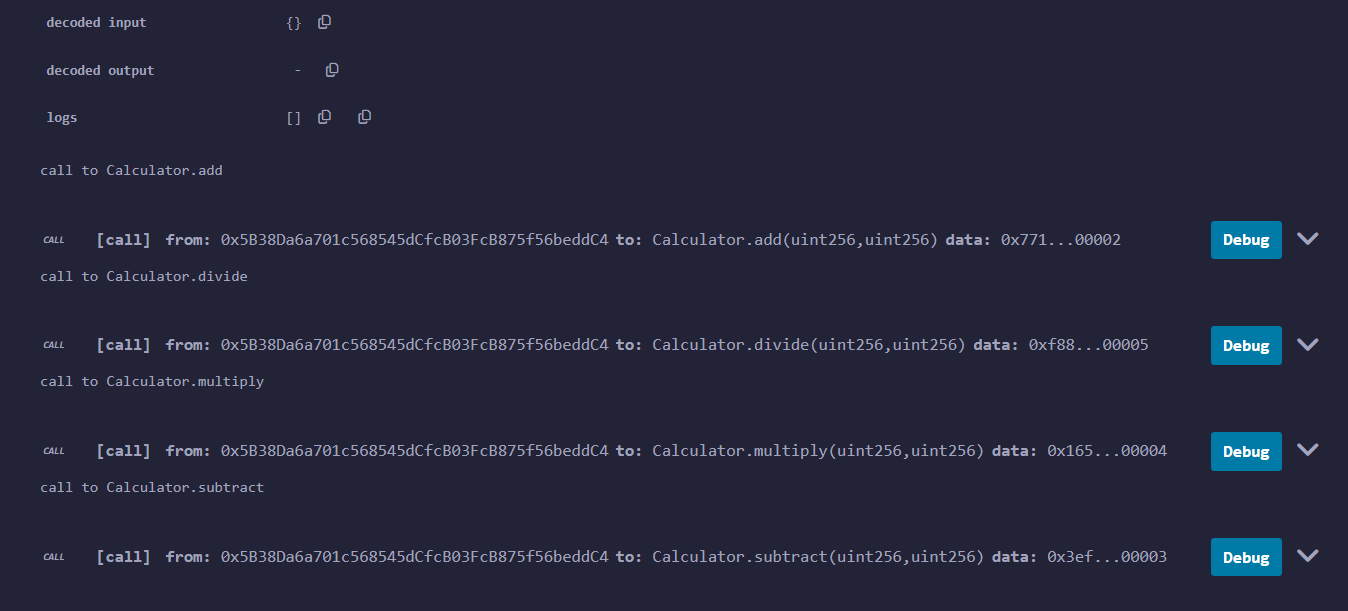 decoded input {}
decoded output -
logs []
call to Calculator.add
CALL [call] from: 0x5B38Da6a701c568545dCfcB03FcB875f56beddC4 to: Calculator.add(uint256,uint256) data: 0x771...00002 Debug
call to Calculator.divide
CALL [call] from: 0x5B38Da6a701c568545dCfcB03FcB875f56beddC4 to: Calculator.divide(uint256,uint256) data: 0xf88...00005 Debug
call to Calculator.multiply
CALL [call] from: 0x5B38Da6a701c568545dCfcB03FcB875f56beddC4 to: Calculator.multiply(uint256,uint256) data: 0x165...00004 Debug
call to Calculator.subtract
CALL [call] from: 0x5B38Da6a701c568545dCfcB03FcB875f56beddC4 to: Calculator.subtract(uint256,uint256) data: 0x3ef...00003 Debug